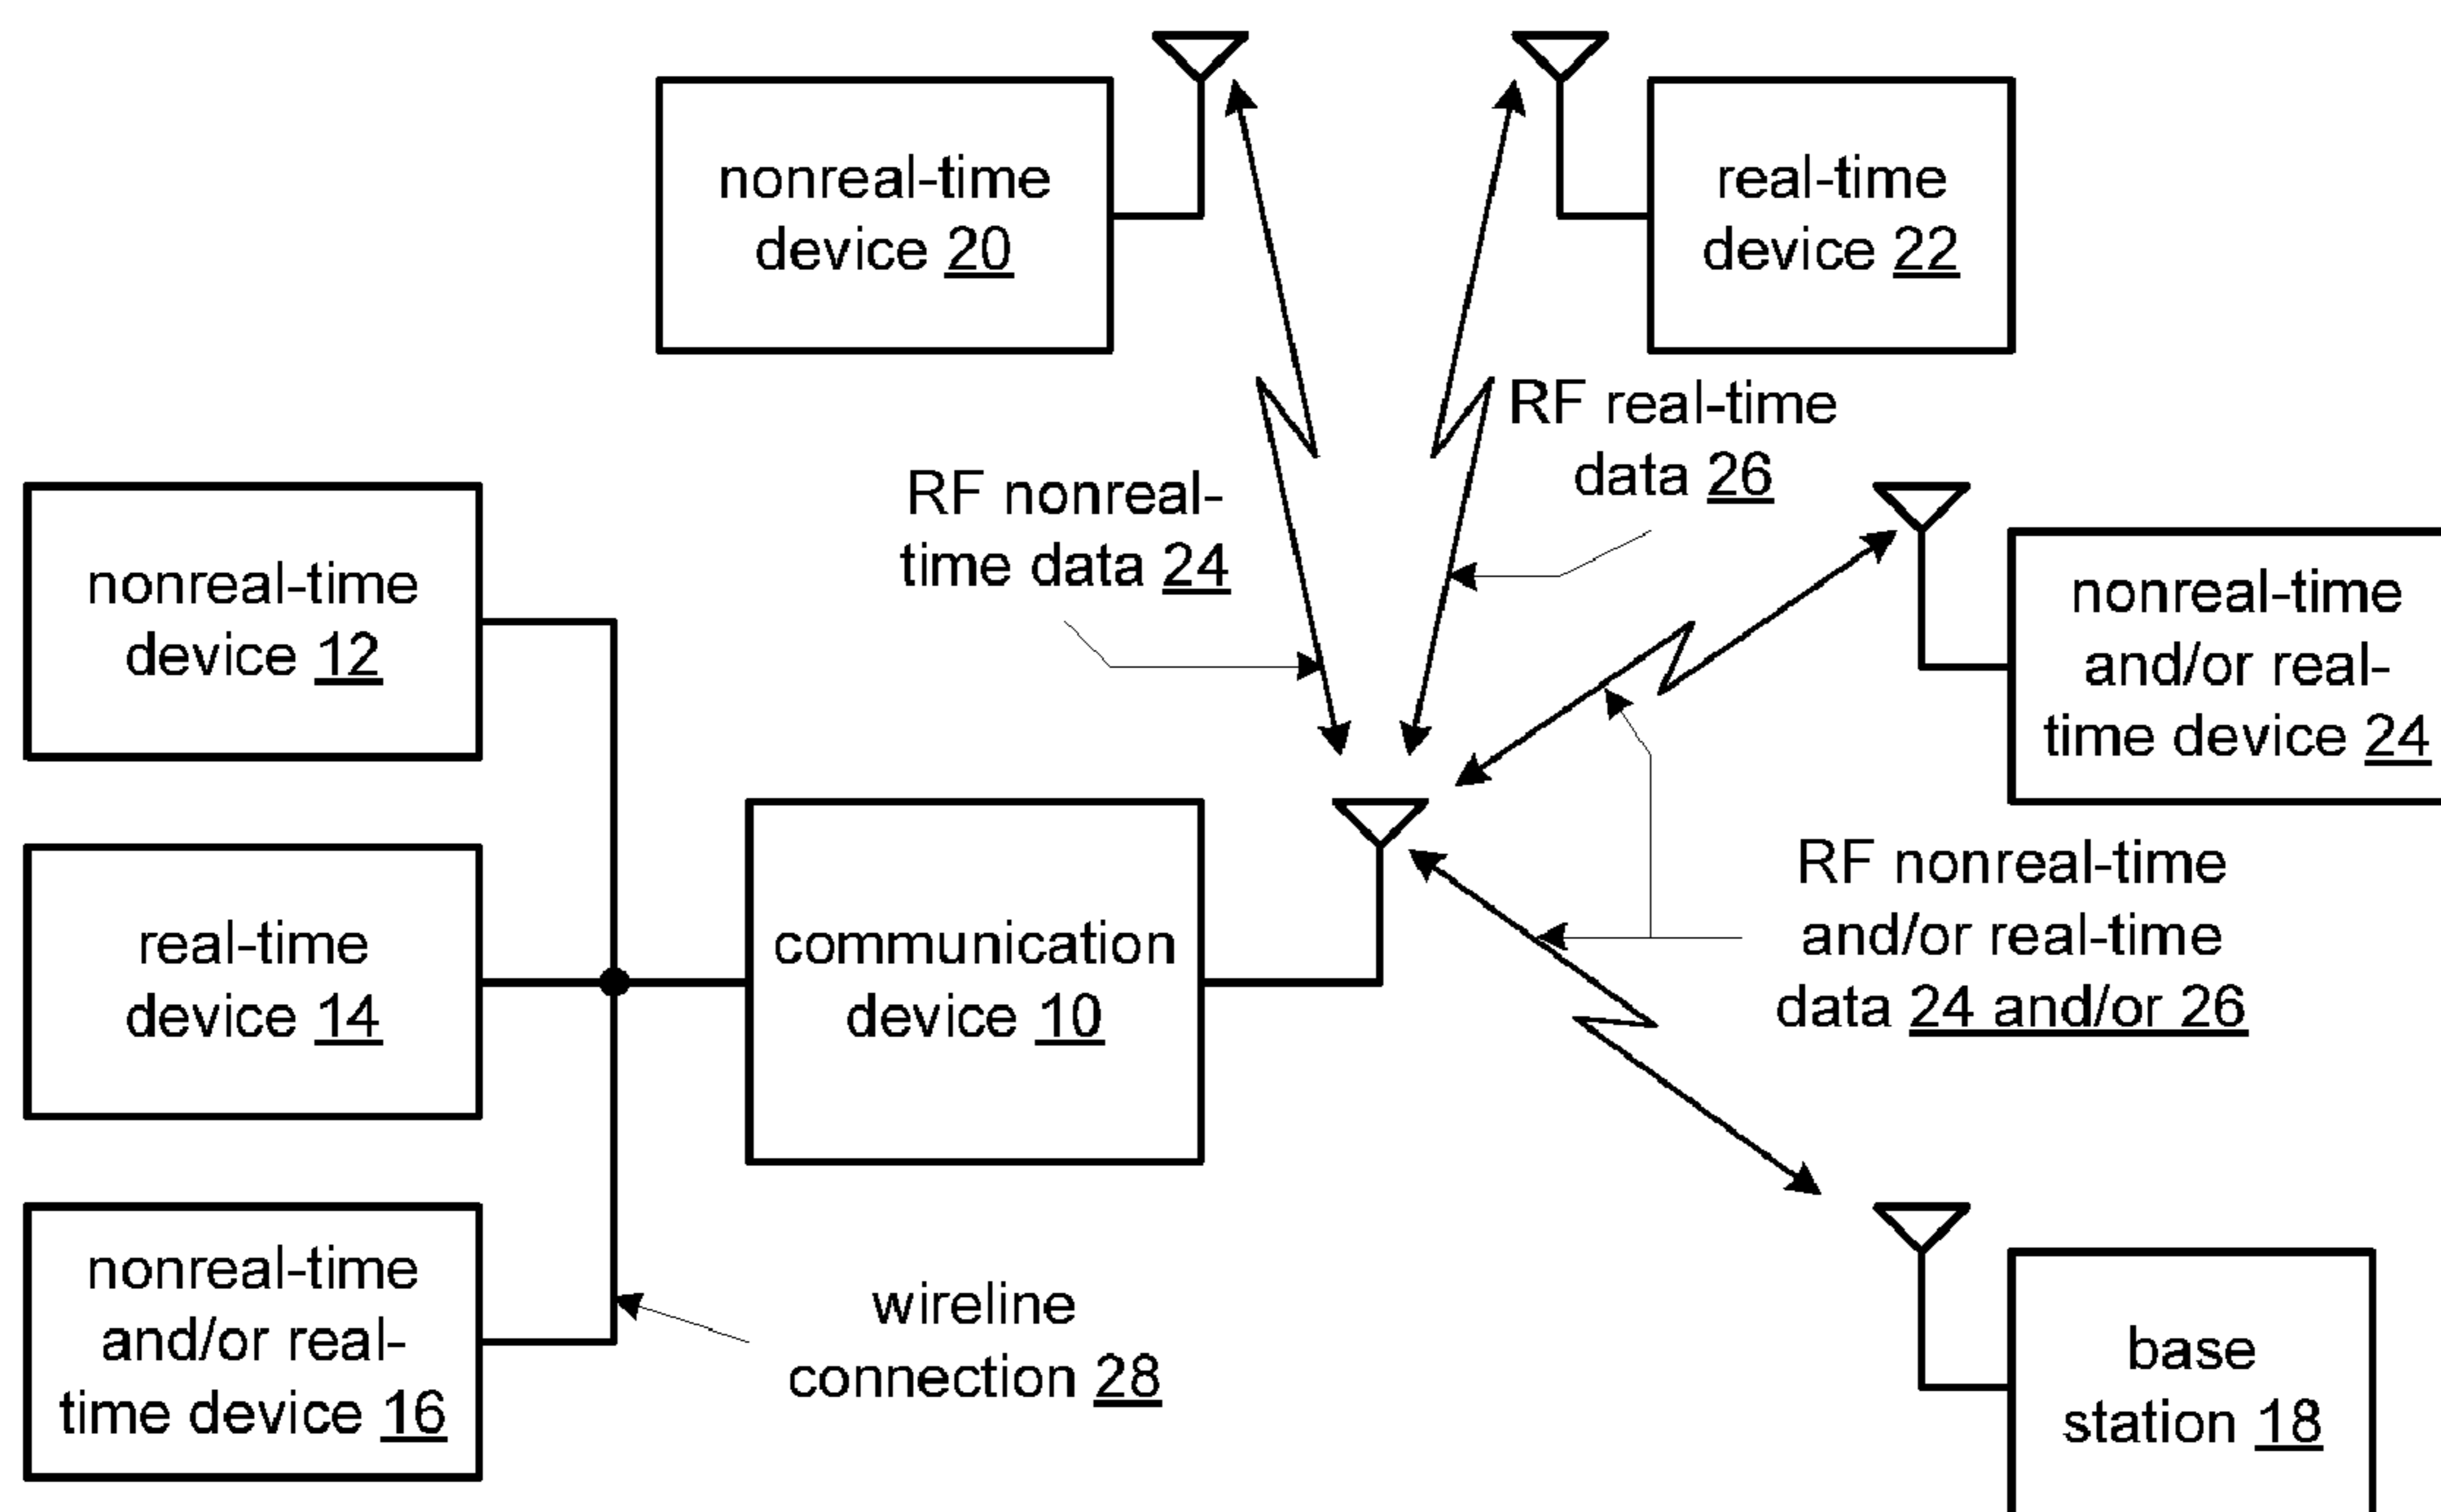 nonreal-time
device 20
real-time
device 22
RF real-time
data 26
RF nonreal-
time data 24
nonreal-time
device 12
nonreal-time
and/or real-
time device 24
real-time
device 14
communication
device 10
RF nonreal-time
and/or real-time
data 24 and/or 26
nonreal-time
and/or real-
time device 16
wireline
connection 28
base
station 18